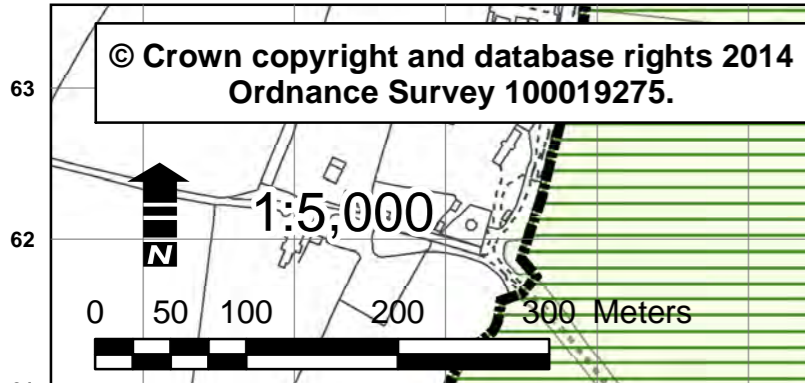 © Crown copyright and database rights 2014
Ordnance Survey 100019275.
63
1:5,000
62
N
0 50 100 200 300 Meters